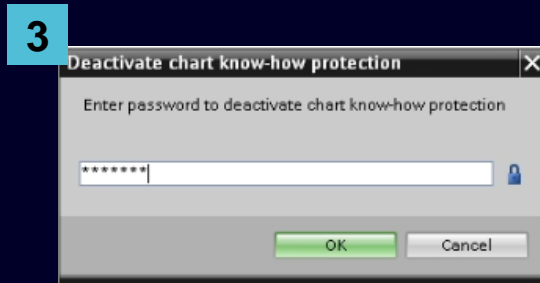 3
Deactivate chart know-how protection
Enter password to deactivate chart know-how protection
*******
OK Cancel